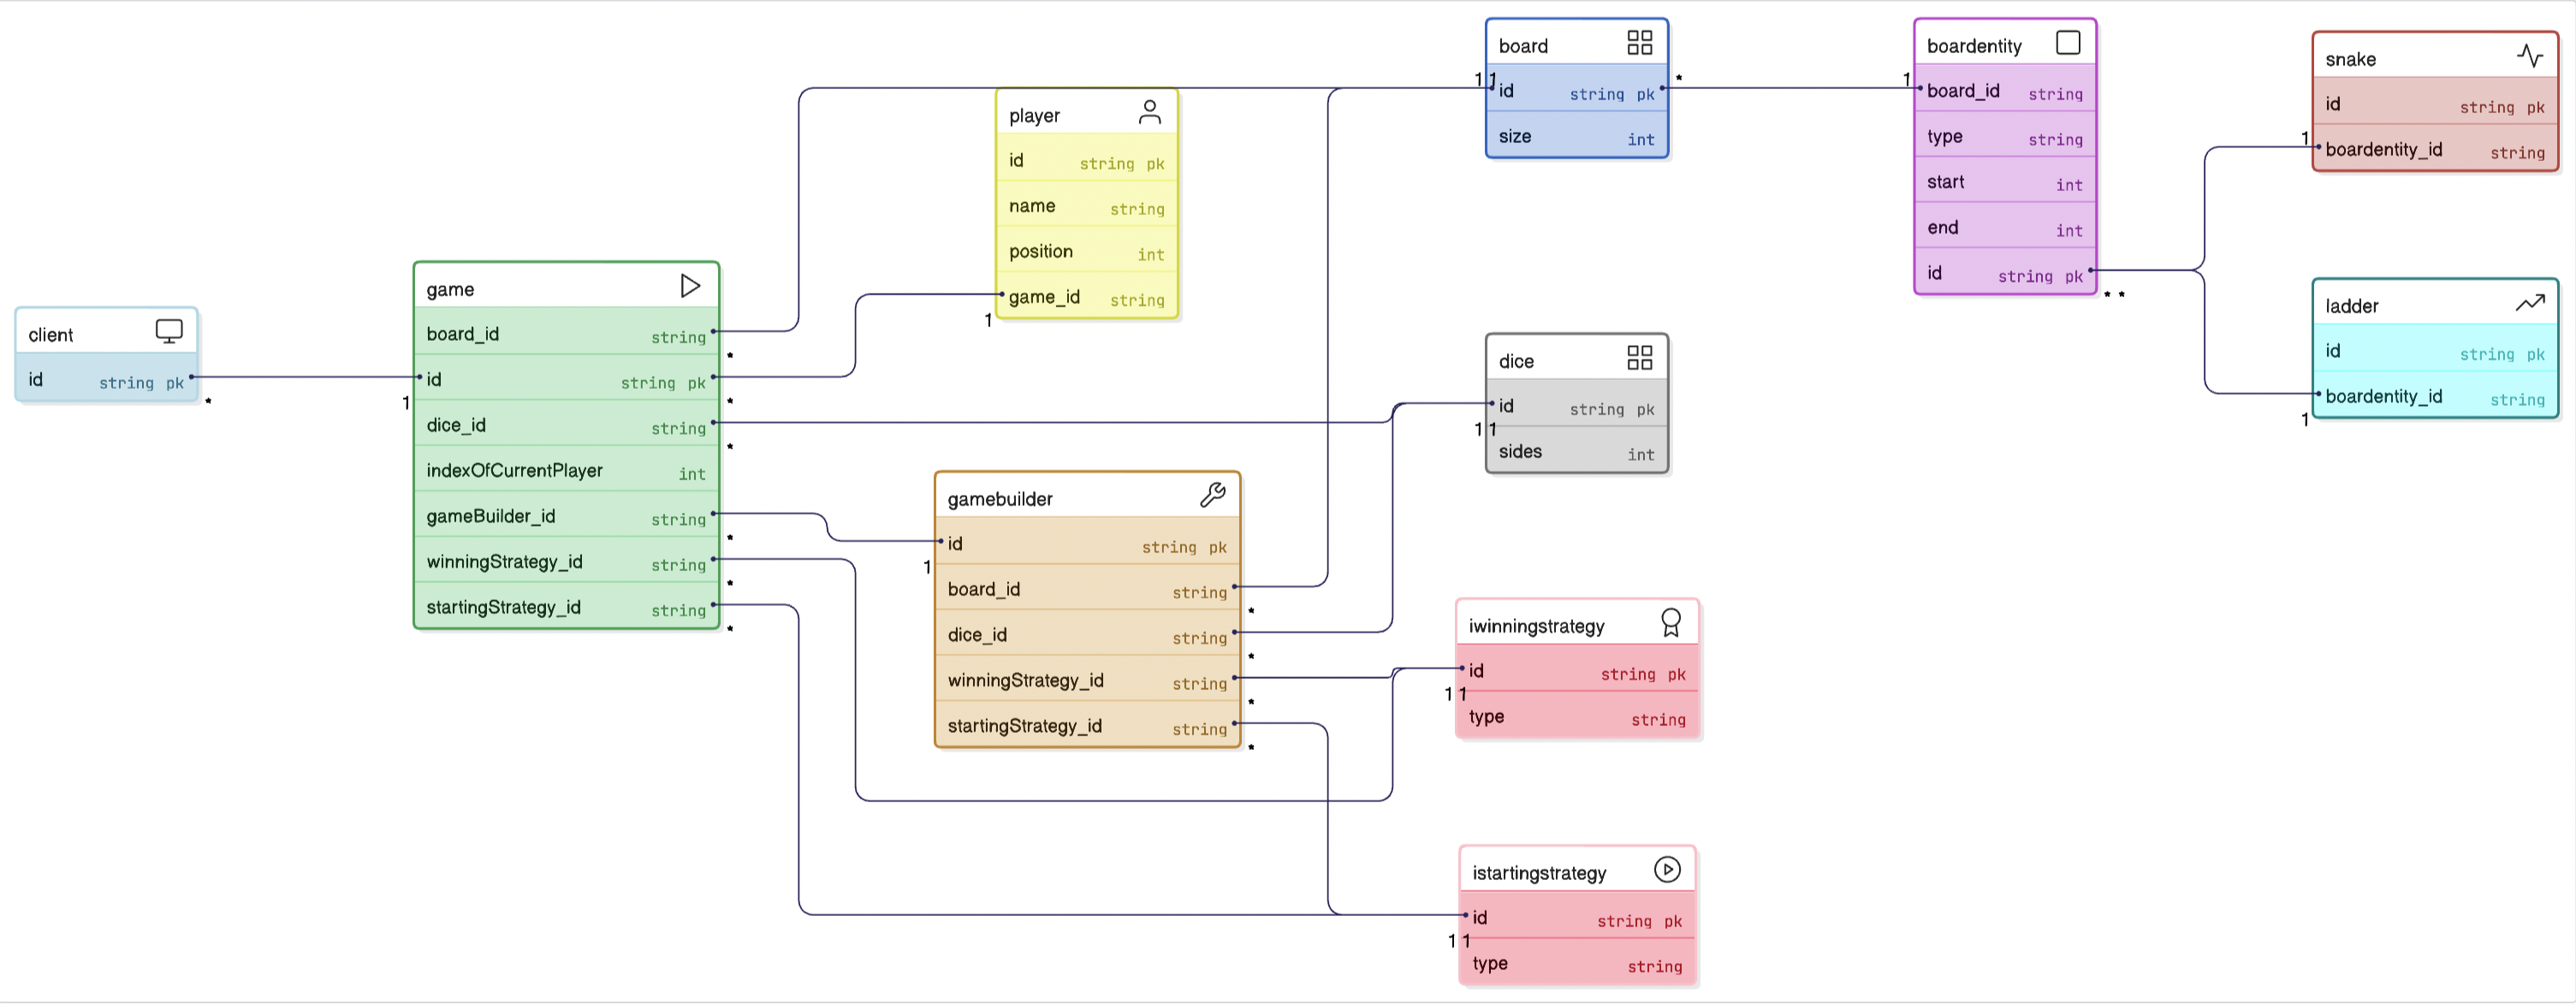 client
id string pk
*
1
game
board_id string
*
id string pk
*
dice_id string
*
indexOfCurrentPlayer int
gameBuilder_id string
*
winningStrategy_id string
*
startingStrategy_id string
*
player
id string pk
name string
position int
game_id string
1
gamebuilder
id string pk
1
board_id string
*
dice_id string
*
winningStrategy_id string
*
startingStrategy_id string
*
board
1 1
id string pk
*
size int
dice
id string pk
1 1
sides int
iwinningstrategy
id string pk
1 1
type string
istartingstrategy
id string pk
1 1
type string
boardentity
1
board_id string
type string
start int
end int
id string pk
* *
snake
id string pk
1
boardentity_id string
ladder
id string pk
boardentity_id string
1